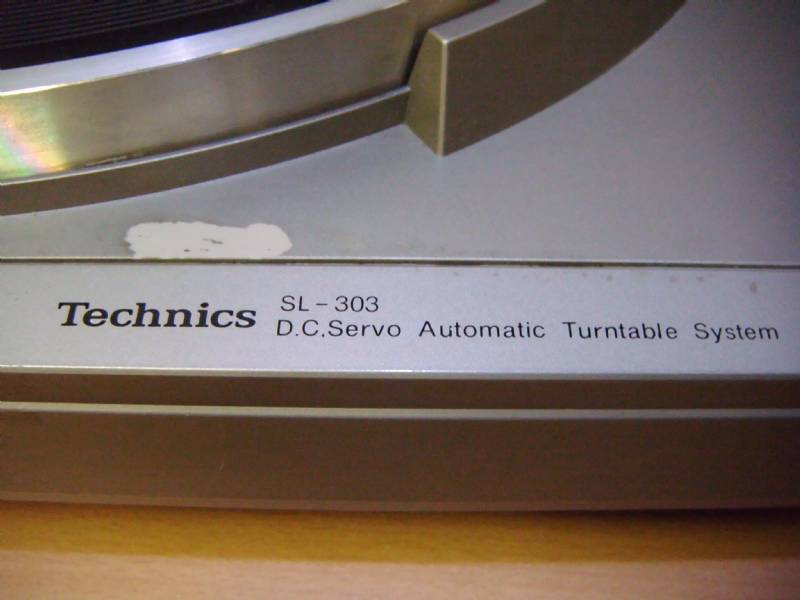 Technics
SL-303
D.C.Servo Automatic Turntable System